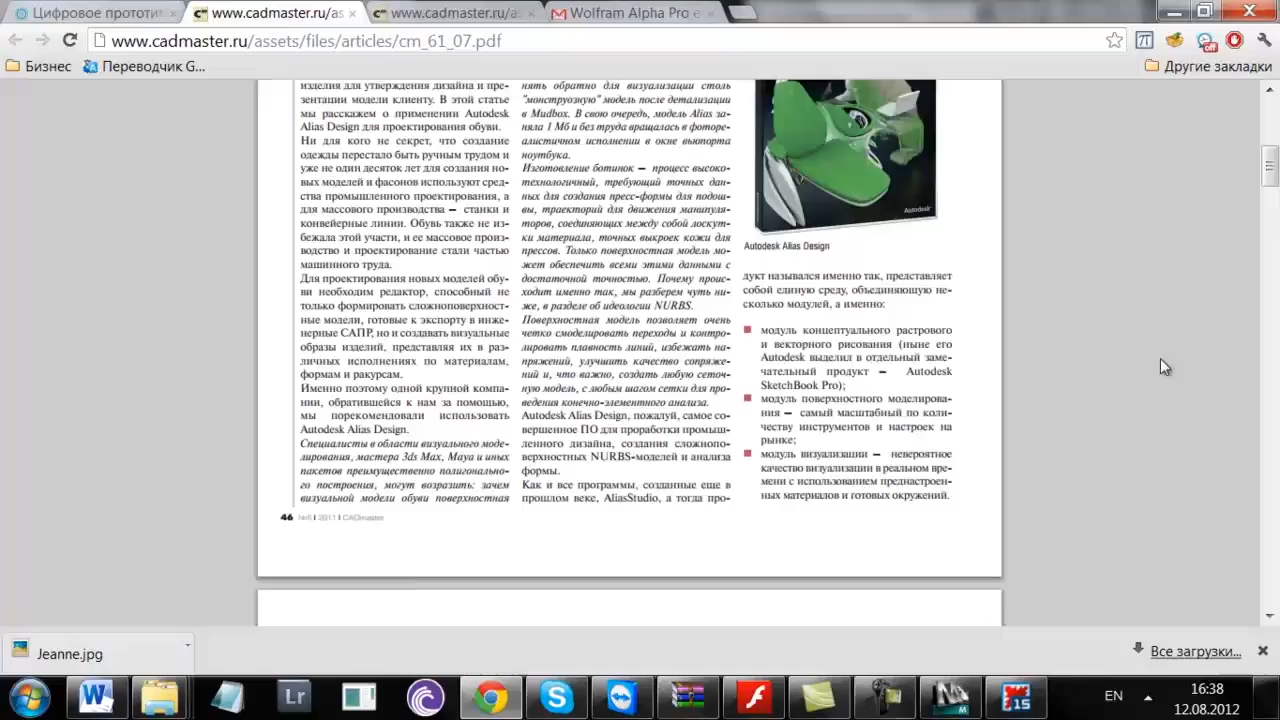 Цифровое прототи
www.cadmaster.ru/as
www.cadmaster.ru/as
Wolfram Alpha Pro e
www.cadmaster.ru/assets/files/articles/cm_61_07.pdf
off
Бизнес
Переводчик G...
Другие закладки
изделия для утверждения дизайна и пре-
зентации модели клиенту. В этой статье
мы расскажем о применении Autodesk
Alias Design для проектирования обуви.
Ни для кого не секрет, что создание
одежды перестало быть ручным трудом и
уже не один десяток лет для создания но-
вых моделей и фасонов используют сред-
ства промышленного проектирования, а
для массового производства – станки и
конвейерные линии. Обувь также не из-
бежала этой участи, и ее массовое произ-
водство и проектирование стали частью
машинного труда.
Для проектирования новых моделей обу-
ви необходим редактор, способный не
только формировать сложноповерхност-
ные модели, готовые к экспорту в инже-
нерные САПР, но и создавать визуальные
образы изделий, представляя их в раз-
личных исполнениях по материалам,
формам и ракурсам.
Именно поэтому одной крупной компа-
нии, обратившейся к нам за помощью,
мы порекомендовали использовать
Autodesk Alias Design.
Специалисты в области визуального моде-
лирования, мастера 3ds Max, Maya и иных
пакетов преимущественно полигонально-
го построения, могут возразить: зачем
визуальной модели обуви поверхностная
нять обратно для визуализации столь
"монструозную" модель после детализации
в Mudbox. В свою очередь, модель Alias за-
няла 1 Мб и без труда вращалась в фоторе-
алистичном исполнении в окне вьюпорта
ноутбука.
Изготовление ботинок – процесс высоко-
технологичный, требующий точных дан-
ных для создания пресс-формы для подош-
вы, траекторий для движения манипуля-
торов, соединяющих между собой лоскут-
ки материала, точных выкроек кожи для
прессов. Только поверхностная модель мо-
жет обеспечить всеми этими данными с
достаточной точностью. Почему проис-
ходит именно так, мы разберем чуть ни-
же, в разделе об идеологии NURBS.
Поверхностная модель позволяет очень
четко смоделировать переходы и контро-
лировать плавность линий, избежать на-
пряжений, улучшить качество сопряже-
ний и, что важно, создать любую сеточ-
ную модель, с любым шагом сетки для про-
ведения конечно-элементного анализа.
Autodesk Alias Design, пожалуй, самое со-
вершенное ПО для проработки промыш-
ленного дизайна, создания сложнопо-
верхностных NURBS-моделей и анализа
формы.
Как и все программы, созданные еще в
прошлом веке, AliasStudio, а тогда про-
Autodesk
Autodesk Alias Design
дукт назывался именно так, представляет
собой единую среду, объединяющую не-
сколько модулей, а именно:
модуль концептуального растрового
и векторного рисования (ныне его
Autodesk выделил в отдельный заме-
чательный продукт – Autodesk
SketchBook Pro);
модуль поверхностного моделирова-
ния – самый масштабный по коли-
честву инструментов и настроек на
рынке;
модуль визуализации – невероятное
качество визуализации в реальном вре-
мени с использованием преднастроен-
ных материалов и готовых окружений.
46 №6 | 2011 | CADmaster
Jeanne.jpg
Все загрузки...
Lr
EN
16:38
12.08.2012